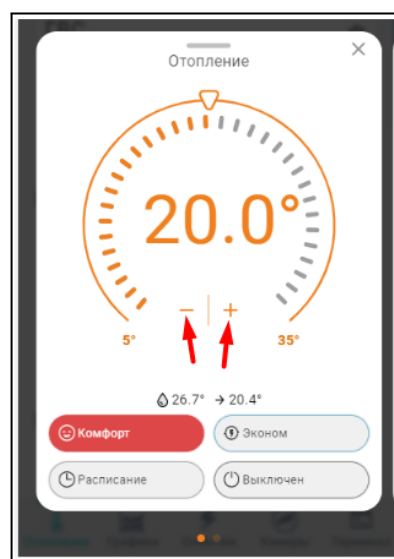 Отопление
20.0°
− +
5° 35°
26.7° → 20.4°
Комфорт Эконом
Расписание Выключен